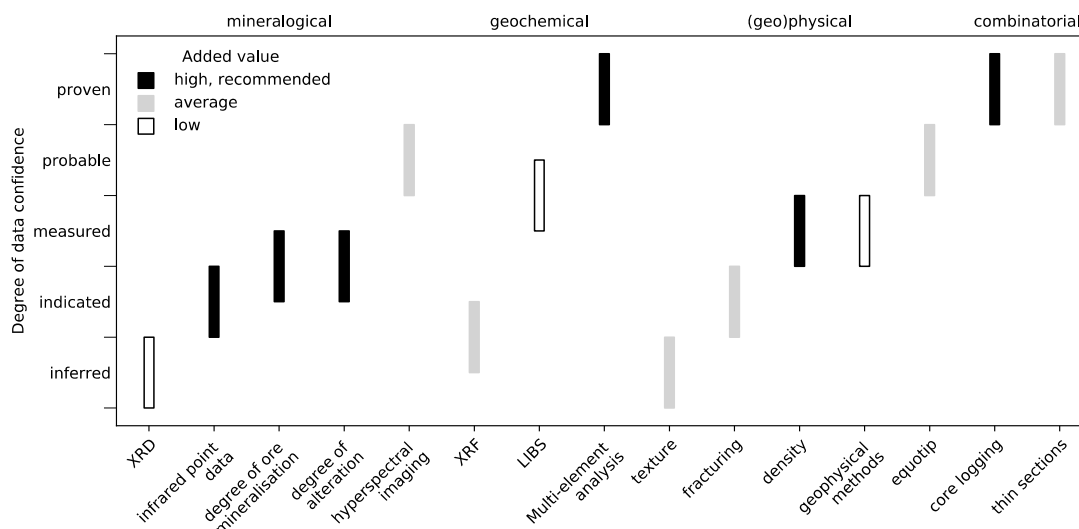 mineralogical geochemical (geo)physical combinatorial
Added value
high, recommended
average
low
Degree of data confidence
proven
probable
measured
indicated
inferred
XRD
infrared point
data
degree of ore
mineralisation
degree of
alteration
hyperspectral
imaging
XRF
LIBS
Multi-element
analysis
texture
fracturing
density
geophysical
methods
equotip
core logging
thin sections